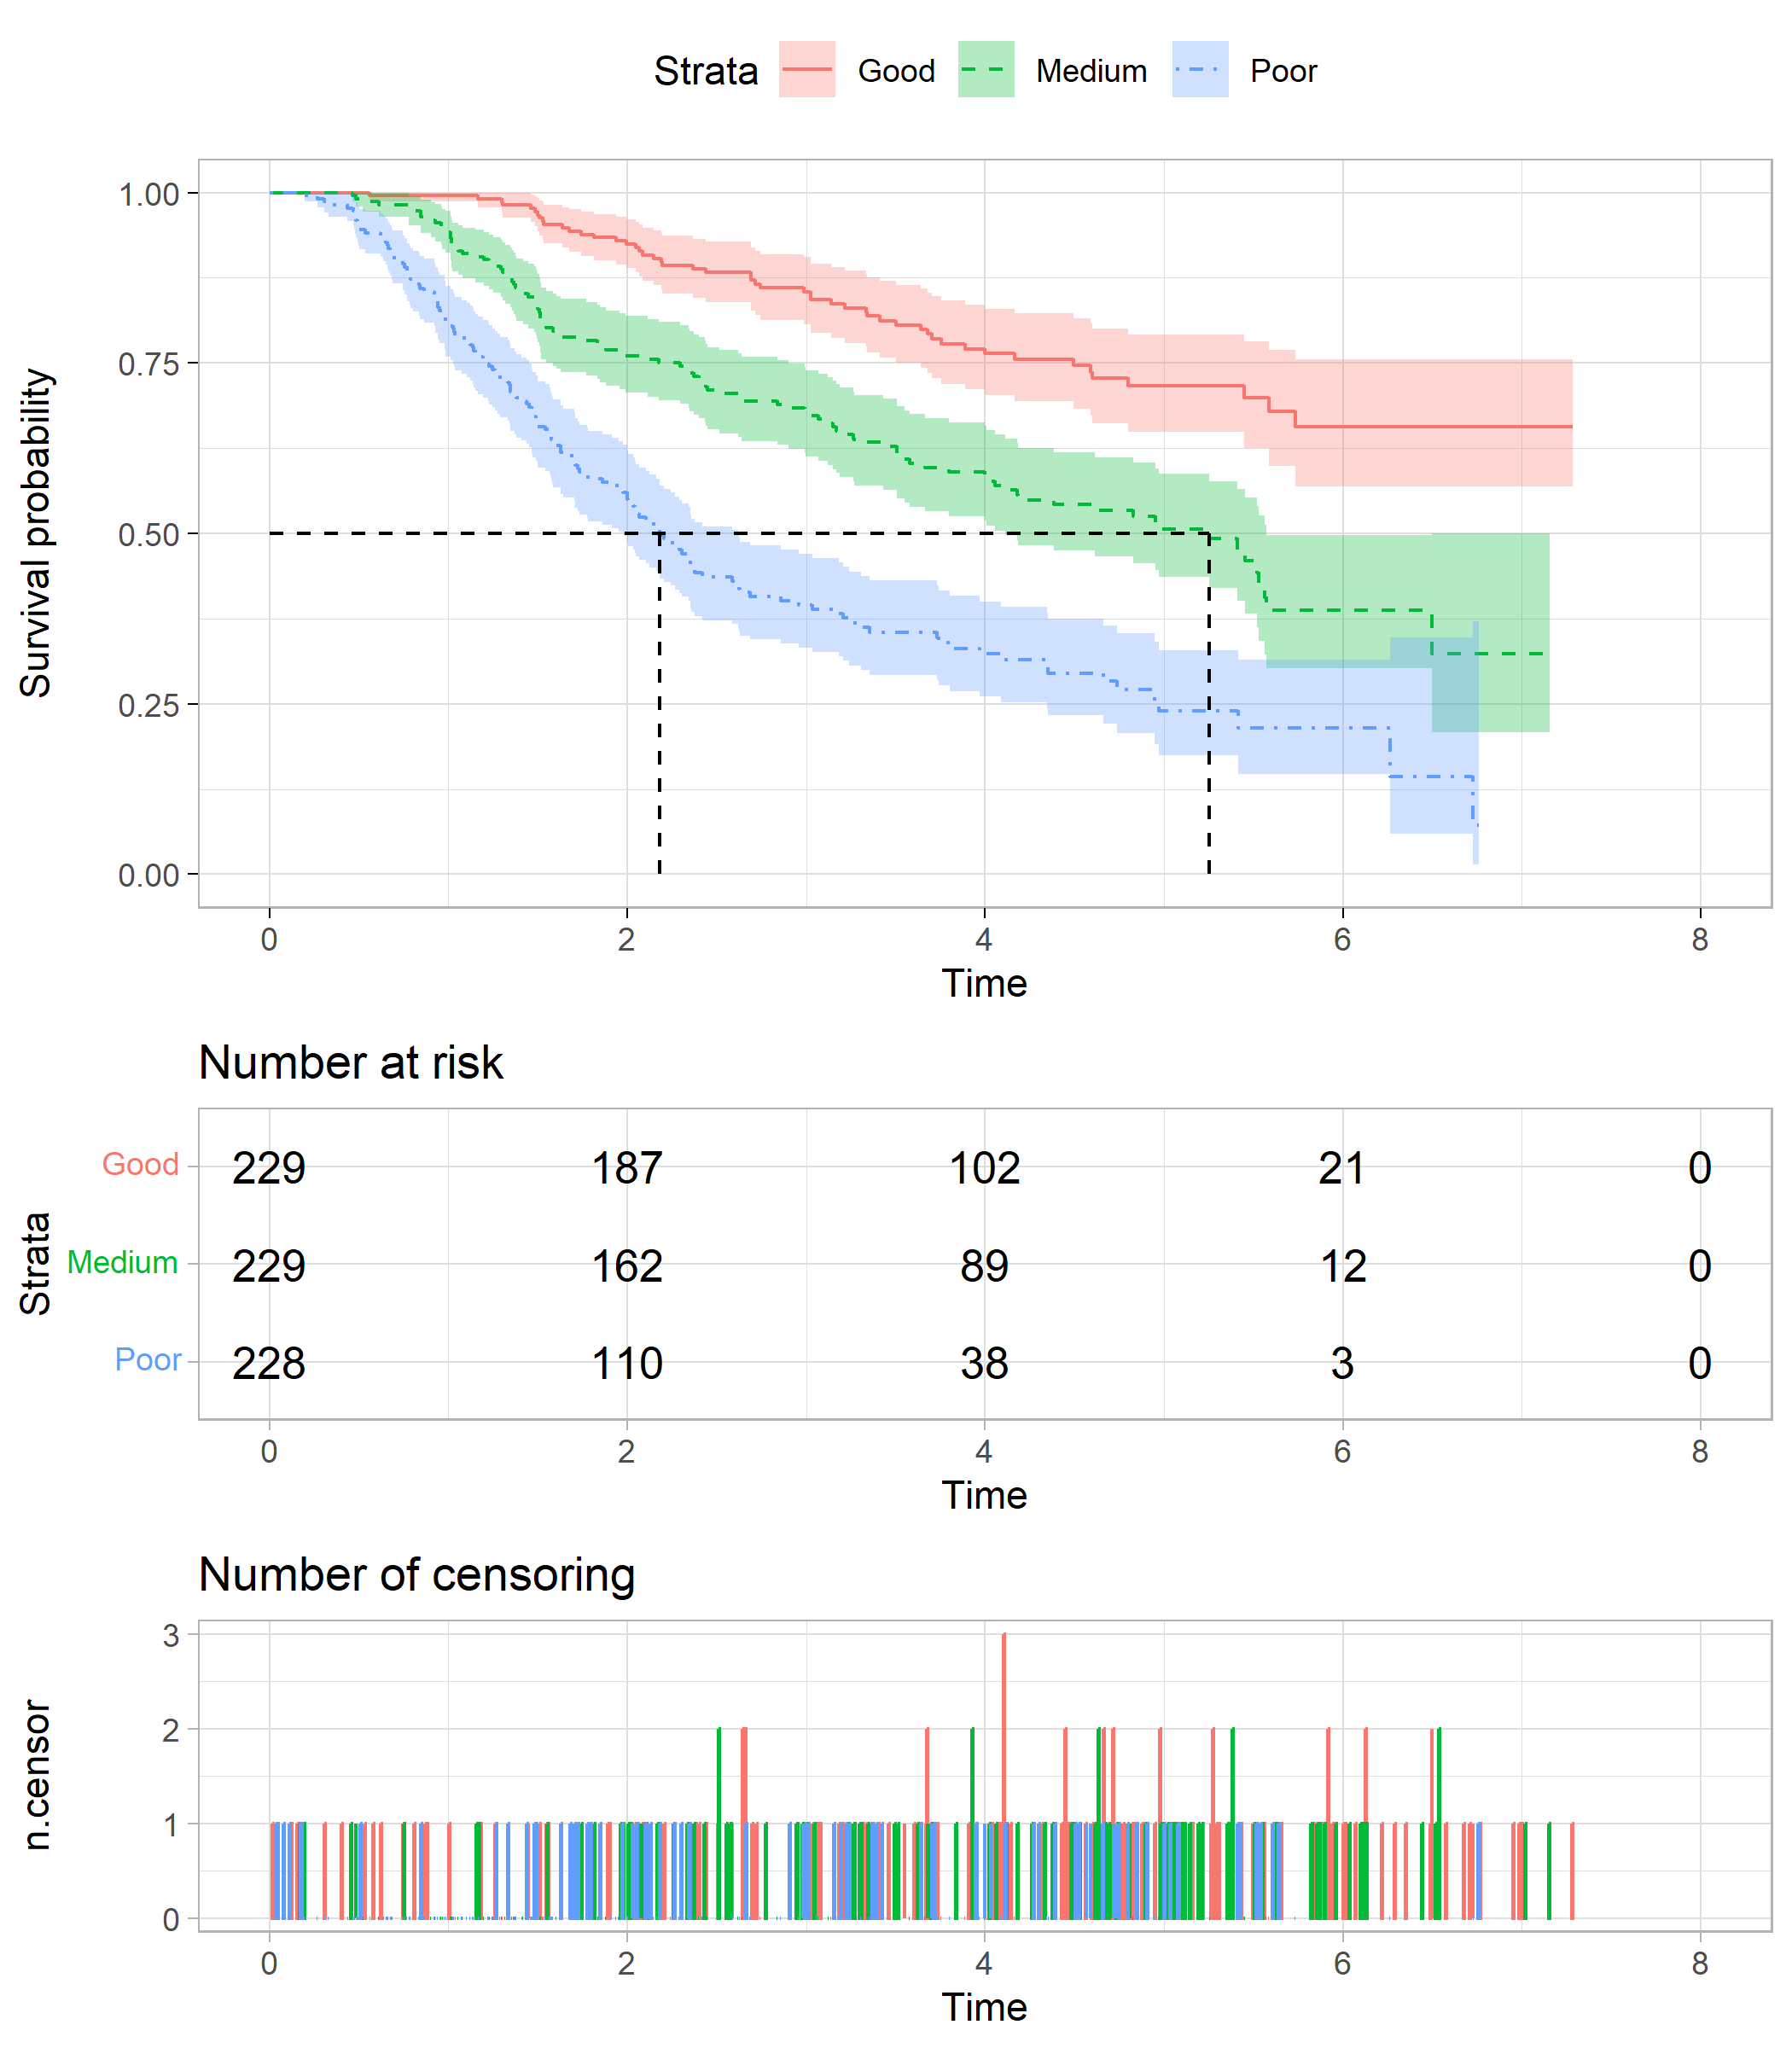 Strata Good Medium Poor
Survival probability
1.00
0.75
0.50
0.25
0.00
0 2 4 6 8
Time
Number at risk
Strata
Good 229 187 102 21 0
Medium 229 162 89 12 0
Poor 228 110 38 3 0
0 2 4 6 8
Time
Number of censoring
n.censor
3
2
1
0
0 2 4 6 8
Time